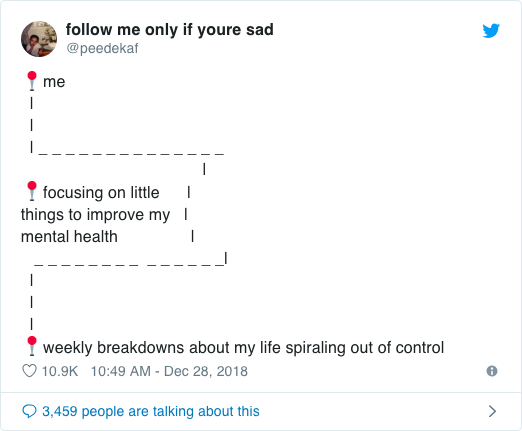 follow me only if youre sad
@peedekaf
📍me
|
|
|_ _ _ _ _ _ _ _ _ _ _ _ _ _
|
📍focusing on little |
things to improve my |
mental health |
_ _ _ _ _ _ _ _ _ _ _ _ _ _|
|
|
|
📍weekly breakdowns about my life spiraling out of control
10.9K 10:49 AM - Dec 28, 2018
3,459 people are talking about this